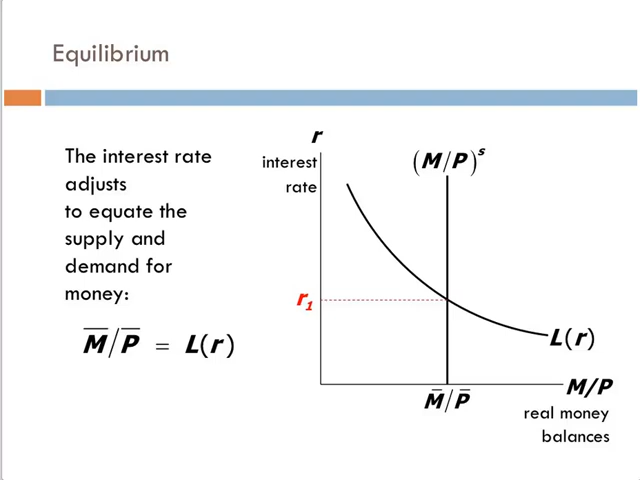 Equilibrium
The interest rate
adjusts
to equate the
supply and
demand for
money:
M̅/P̅ = L(r)
r
interest
rate
(M/P)ˢ
r₁
L(r)
M/P
M̅/P̅
real money
balances